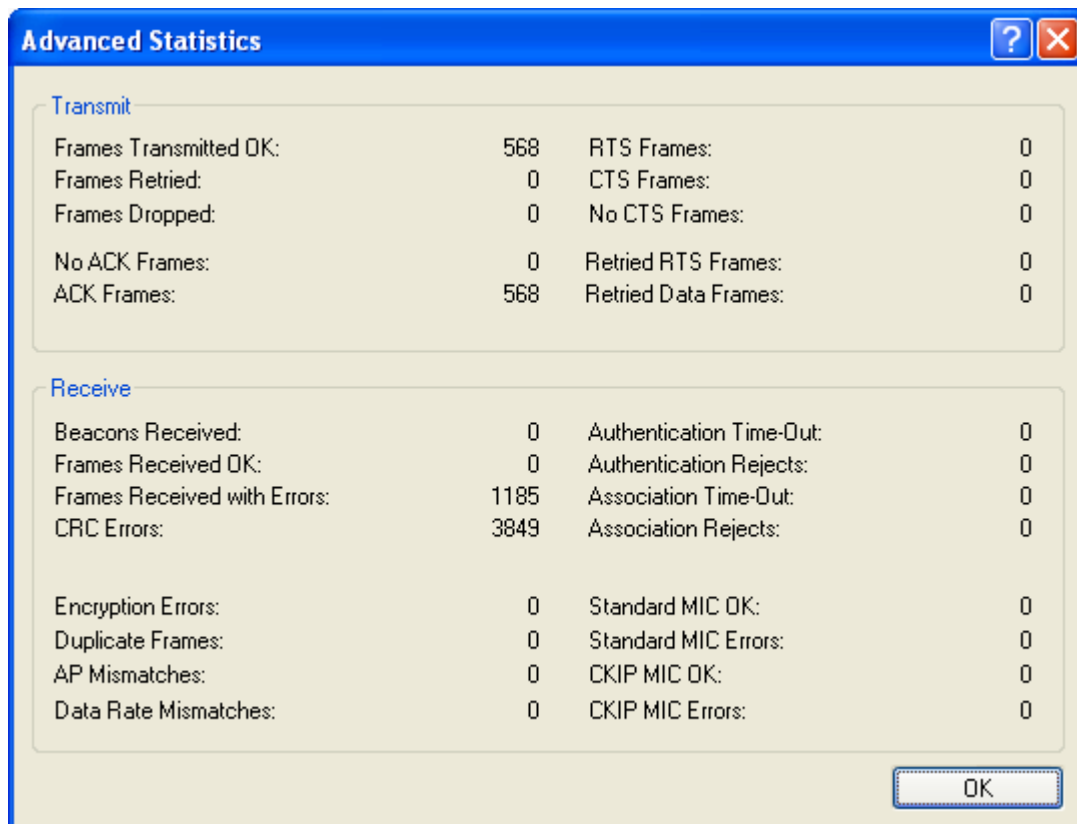 Advanced Statistics
?
Transmit
Frames Transmitted OK: 568 RTS Frames: 0
Frames Retried: 0 CTS Frames: 0
Frames Dropped: 0 No CTS Frames: 0
No ACK Frames: 0 Retried RTS Frames: 0
ACK Frames: 568 Retried Data Frames: 0
Receive
Beacons Received: 0 Authentication Time-Out: 0
Frames Received OK: 0 Authentication Rejects: 0
Frames Received with Errors: 1185 Association Time-Out: 0
CRC Errors: 3849 Association Rejects: 0
Encryption Errors: 0 Standard MIC OK: 0
Duplicate Frames: 0 Standard MIC Errors: 0
AP Mismatches: 0 CKIP MIC OK: 0
Data Rate Mismatches: 0 CKIP MIC Errors: 0
OK